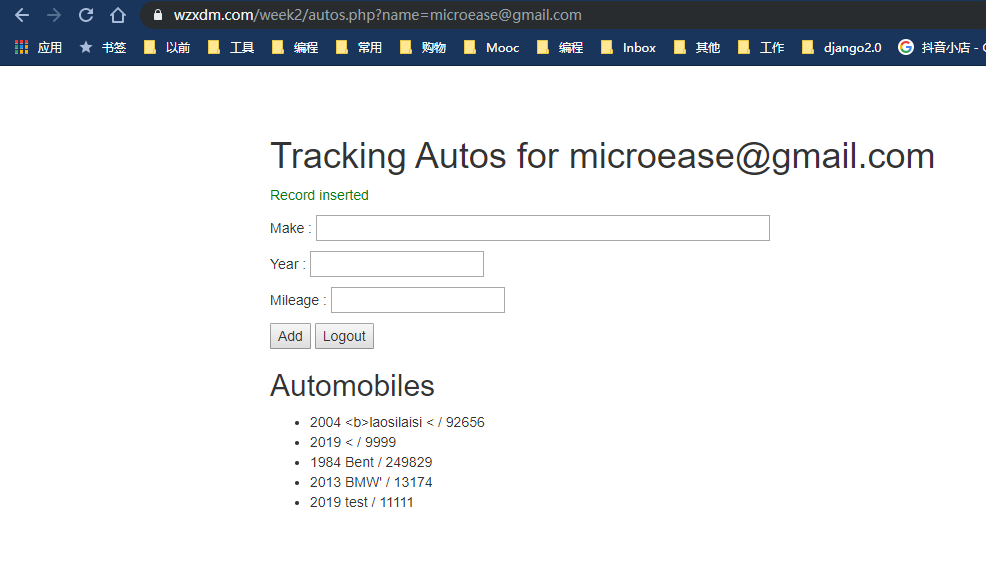 wzxdm.com/week2/autos.php?name=microease@gmail.com
应用 书签 以前 工具 编程 常用 购物 Mooc 编程 Inbox 其他 工作 django2.0 抖音小店 -
Tracking Autos for microease@gmail.com
Record inserted
Make :
Year :
Mileage :
Add Logout
Automobiles
2004 <b>laosilaisi < / 92656
2019 < / 9999
1984 Bent / 249829
2013 BMW' / 13174
2019 test / 11111